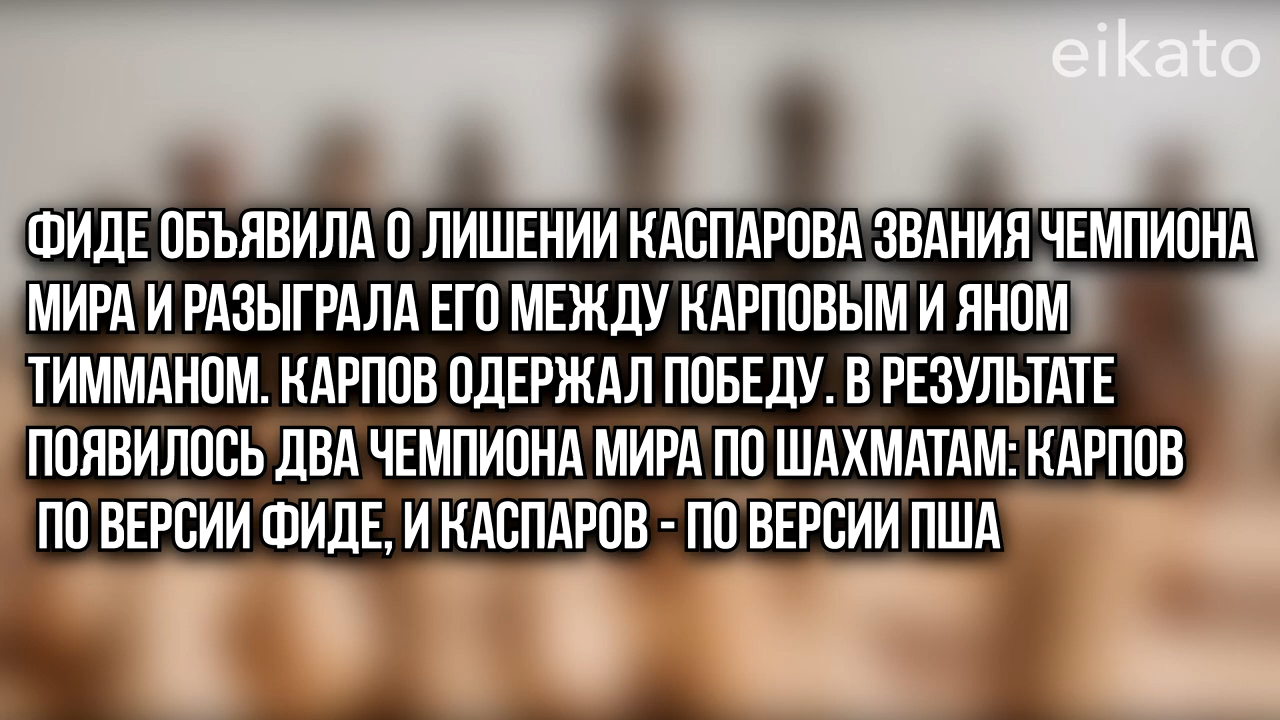 eikato
ФИДЕ ОБЪЯВИЛА О ЛИШЕНИИ КАСПАРОВА ЗВАНИЯ ЧЕМПИОНА
МИРА И РАЗЫГРАЛА ЕГО МЕЖДУ КАРПОВЫМ И ЯНОМ
ТИММАНОМ. КАРПОВ ОДЕРЖАЛ ПОБЕДУ. В РЕЗУЛЬТАТЕ
ПОЯВИЛОСЬ ДВА ЧЕМПИОНА МИРА ПО ШАХМАТАМ: КАРПОВ
ПО ВЕРСИИ ФИДЕ, И КАСПАРОВ - ПО ВЕРСИИ ПША